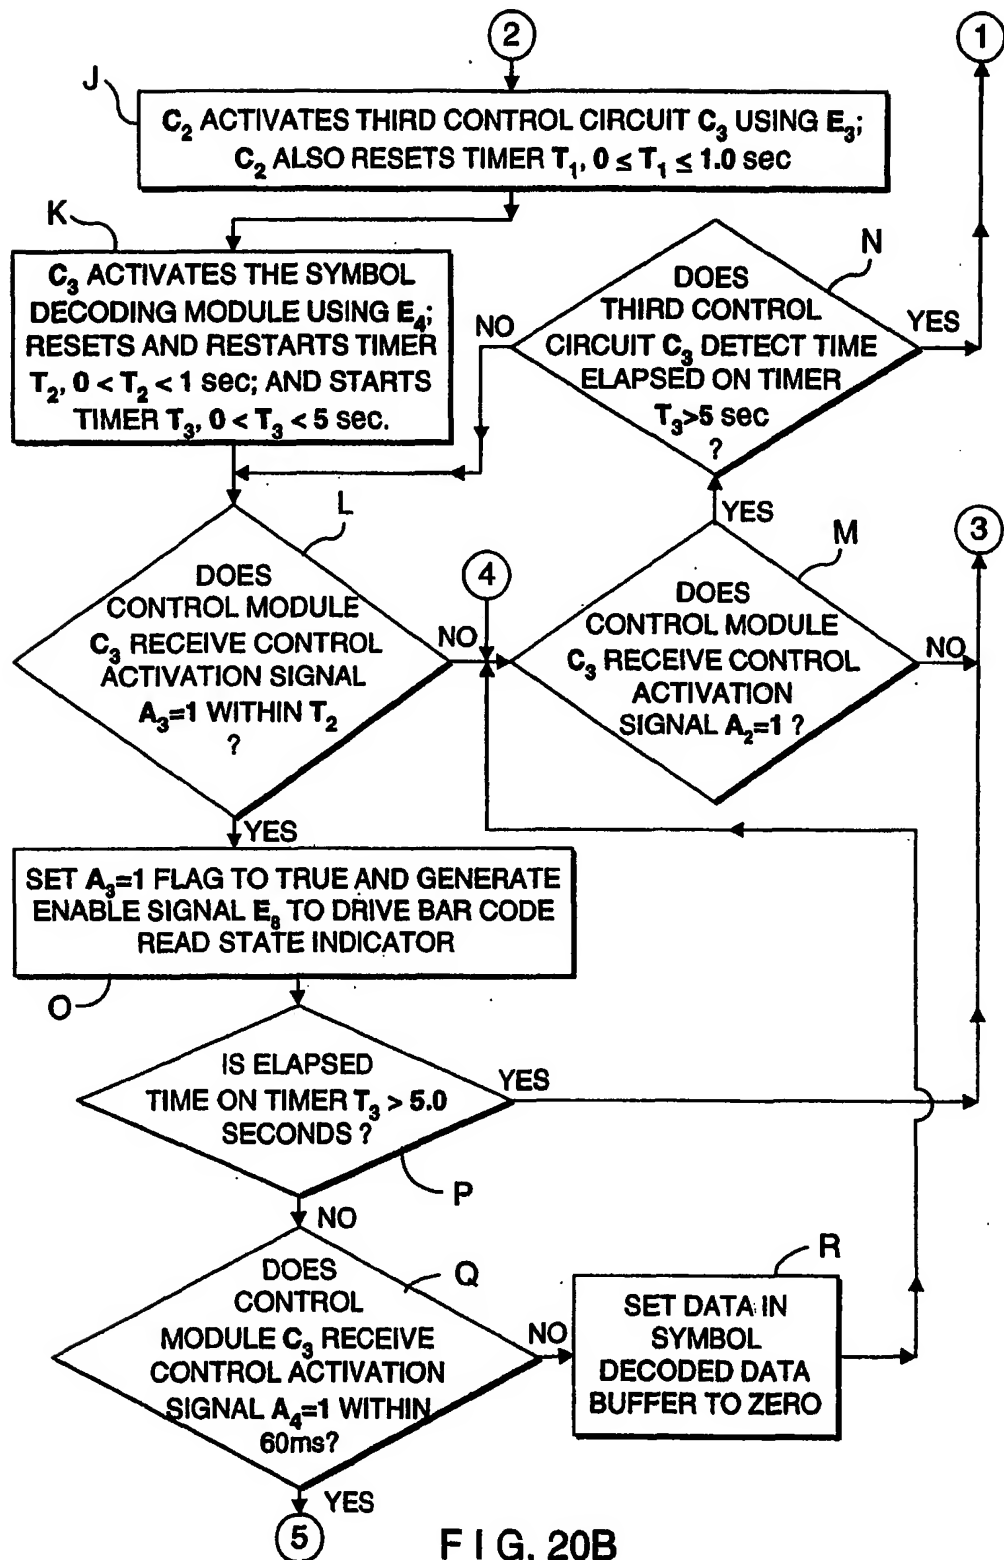 2
1
J
C₂ ACTIVATES THIRD CONTROL CIRCUIT C₃ USING E₃;
C₂ ALSO RESETS TIMER T₁, 0 ≤ T₁ ≤ 1.0 sec
K
C₃ ACTIVATES THE SYMBOL
DECODING MODULE USING E₄;
RESETS AND RESTARTS TIMER
T₂, 0 < T₂ < 1 sec; AND STARTS
TIMER T₃, 0 < T₃ < 5 sec.
N
DOES
THIRD CONTROL
CIRCUIT C₃ DETECT TIME
ELAPSED ON TIMER
T₃>5 sec
?
NO
YES
L
DOES
CONTROL MODULE
C₃ RECEIVE CONTROL
ACTIVATION SIGNAL
A₃=1 WITHIN T₂
?
NO
YES
4
M
YES
DOES
CONTROL MODULE
C₃ RECEIVE CONTROL
ACTIVATION
SIGNAL A₂=1 ?
NO
3
SET A₃=1 FLAG TO TRUE AND GENERATE
ENABLE SIGNAL E₈ TO DRIVE BAR CODE
READ STATE INDICATOR
O
IS ELAPSED
TIME ON TIMER T₃ > 5.0
SECONDS ?
YES
P
NO
Q
DOES
CONTROL
MODULE C₃ RECEIVE
CONTROL ACTIVATION
SIGNAL A₄=1 WITHIN
60ms?
NO
R
SET DATA IN
SYMBOL
DECODED DATA
BUFFER TO ZERO
YES
5
FIG. 20B